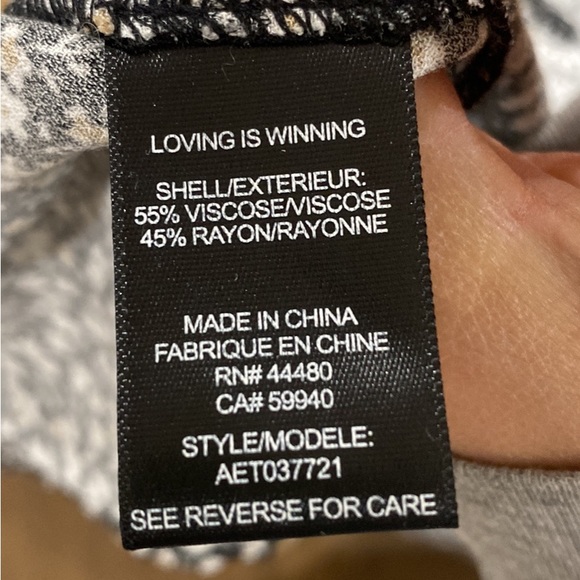 LOVING IS WINNING
SHELL/EXTERIEUR:
55% VISCOSE/VISCOSE
45% RAYON/RAYONNE
MADE IN CHINA
FABRIQUE EN CHINE
RN# 44480
CA# 59940
STYLE/MODELE:
AET037721
SEE REVERSE FOR CARE